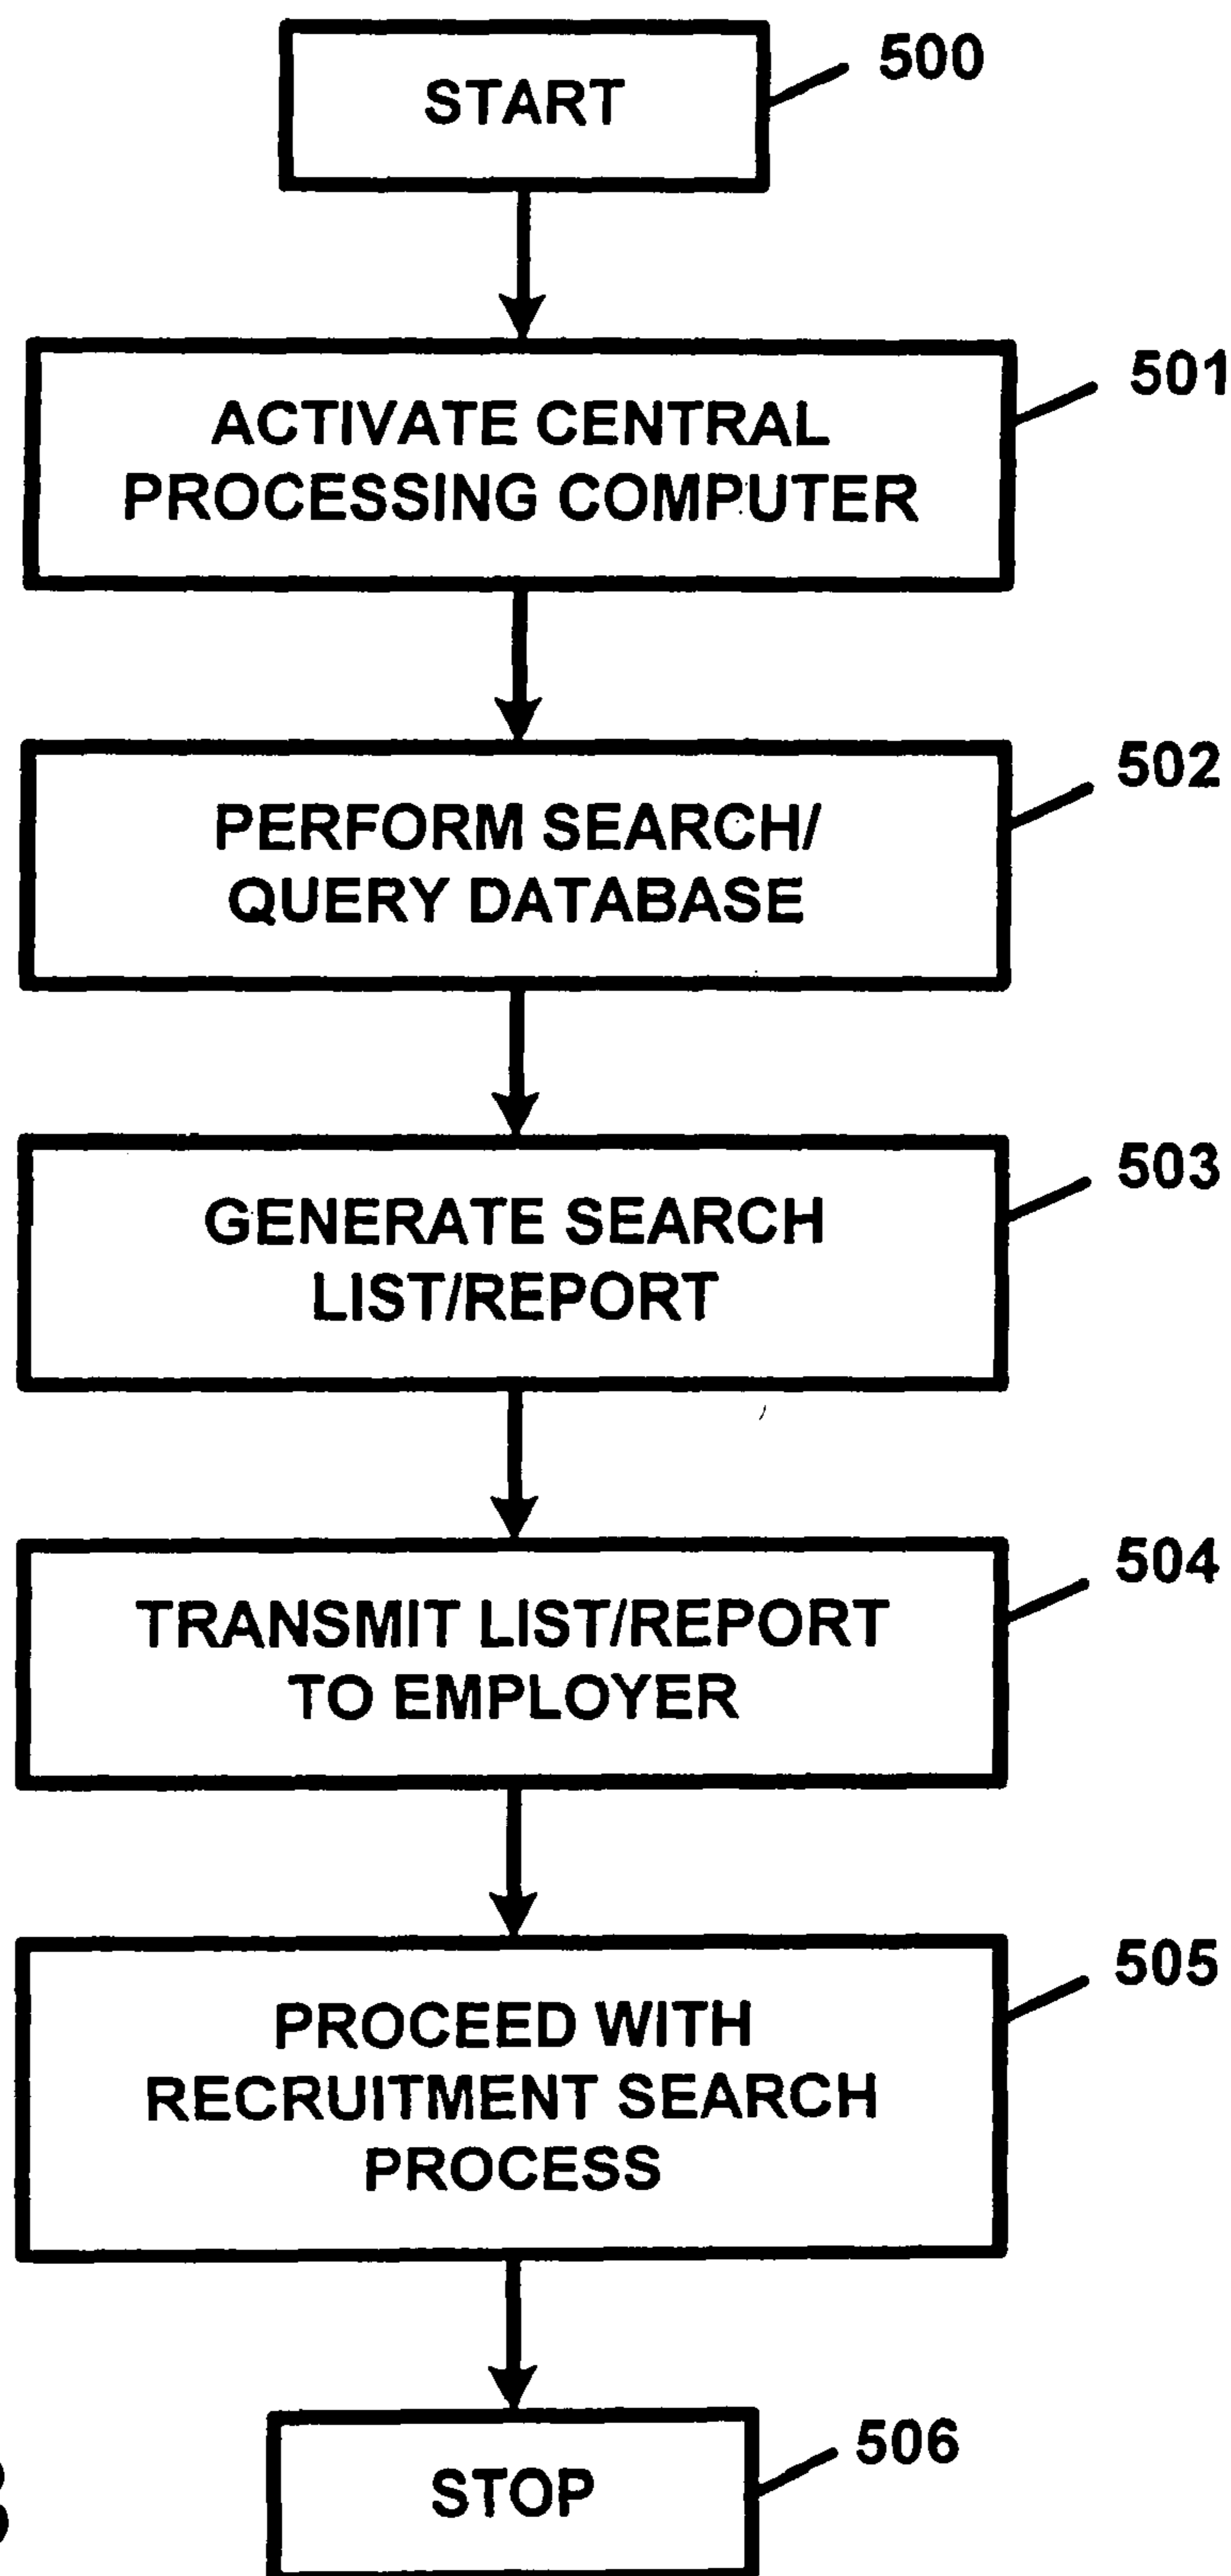 START
500
ACTIVATE CENTRAL
PROCESSING COMPUTER
501
PERFORM SEARCH/
QUERY DATABASE
502
GENERATE SEARCH
LIST/REPORT
503
TRANSMIT LIST/REPORT
TO EMPLOYER
504
PROCEED WITH
RECRUITMENT SEARCH
PROCESS
505
STOP
506